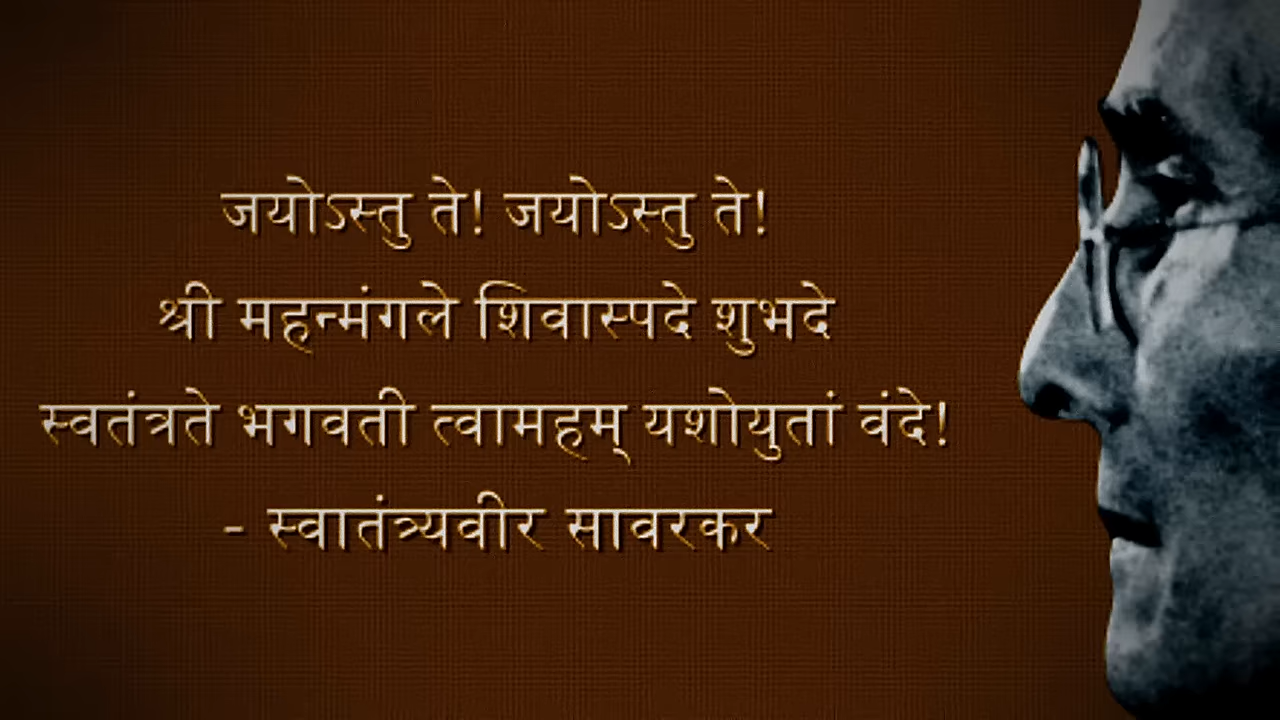 जयोऽस्तु ते! जयोऽस्तु ते!
श्री महन्मंगले शिवास्पदे शुभदे
स्वतंत्रते भगवती त्वामहम् यशोयुतां वंदे!
- स्वातंत्र्यवीर सावरकर